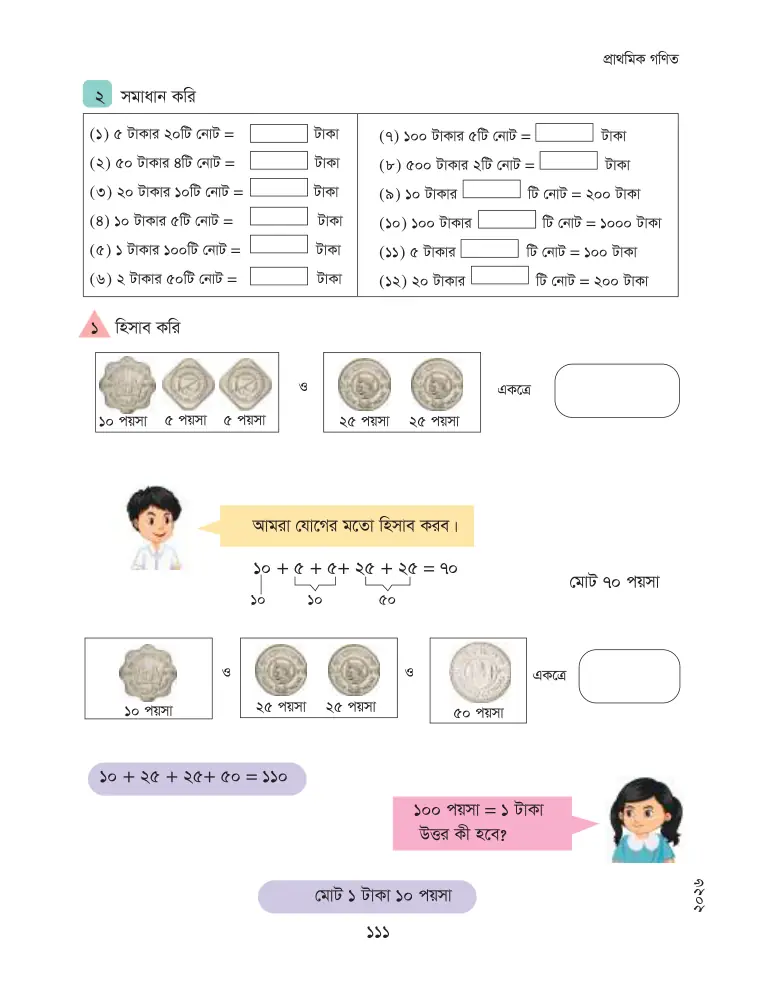 প্রাথমিক গণিত
২ সমাধান করি
(১) ৫ টাকার ২০টি নোট = টাকা
(২) ৫০ টাকার ৪টি নোট = টাকা
(৩) ২০ টাকার ১০টি নোট = টাকা
(৪) ১০ টাকার ৫টি নোট = টাকা
(৫) ১ টাকার ১০০টি নোট = টাকা
(৬) ২ টাকার ৫০টি নোট = টাকা
(৭) ১০০ টাকার ৫টি নোট = টাকা
(৮) ৫০০ টাকার ২টি নোট = টাকা
(৯) ১০ টাকার টি নোট = ২০০ টাকা
(১০) ১০০ টাকার টি নোট = ১০০০ টাকা
(১১) ৫ টাকার টি নোট = ১০০ টাকা
(১২) ২০ টাকার টি নোট = ২০০ টাকা
১ হিসাব করি
ও একত্রে
১০ পয়সা ৫ পয়সা ৫ পয়সা ২৫ পয়সা ২৫ পয়সা
আমরা যোগের মতো হিসাব করব।
১০ + ৫ + ৫+ ২৫ + ২৫ = ৭০
মোট ৭০ পয়সা
১০ ১০ ৫০
ও ও একত্রে
১০ পয়সা ২৫ পয়সা ২৫ পয়সা ৫০ পয়সা
১০ + ২৫ + ২৫+ ৫০ = ১১০
১০০ পয়সা = ১ টাকা
উত্তর কী হবে?
মোট ১ টাকা ১০ পয়সা
২০২৬
১১১